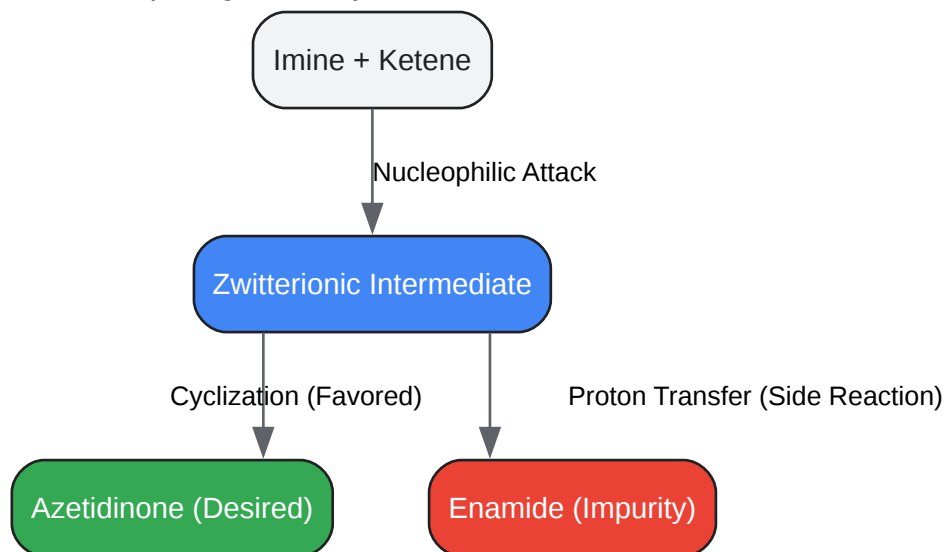 Imine + Ketene
Nucleophilic Attack
Zwitterionic Intermediate
Cyclization (Favored)
Proton Transfer (Side Reaction)
Azetidinone (Desired)
Enamide (Impurity)